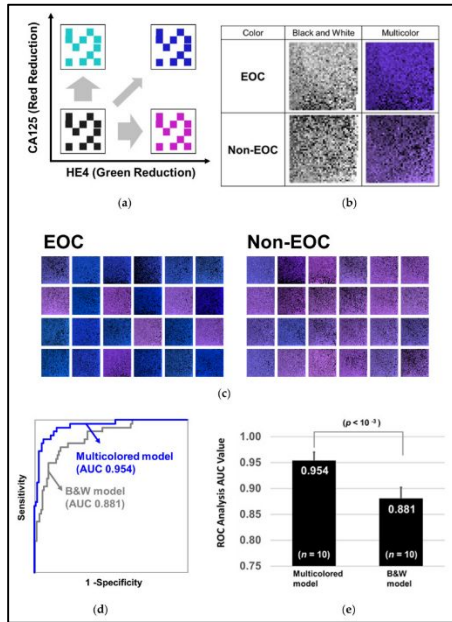 CA125 (Red Reduction)
HE4 (Green Reduction)
(a)
Color Black and White Multicolor
EOC
Non-EOC
(b)
EOC Non-EOC
(c)
Sensitivity
Multicolored model
(AUC 0.954)
B&W model
(AUC 0.881)
1 -Specificity
(d)
ROC Analysis AUC Value
(p < 10 -3)
1.00
0.95
0.90
0.85
0.80
0.75
0.954
0.881
(n = 10) (n = 10)
Multicolored
model
B&W
model
(e)